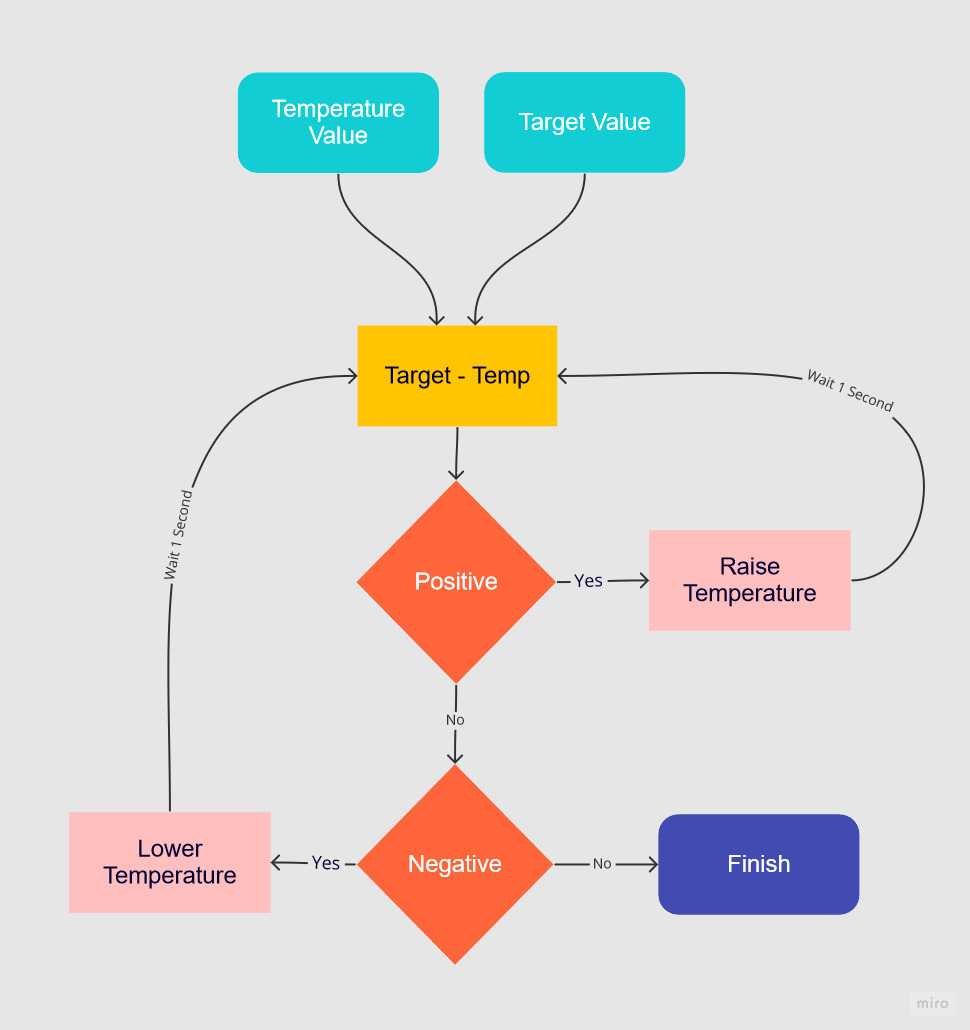 Temperature
Value
Target Value
Target - Temp
Wait 1 Second
Wait 1 Second
Positive
Yes
Raise
Temperature
No
Lower
Temperature
Yes
Negative
No
Finish
miro